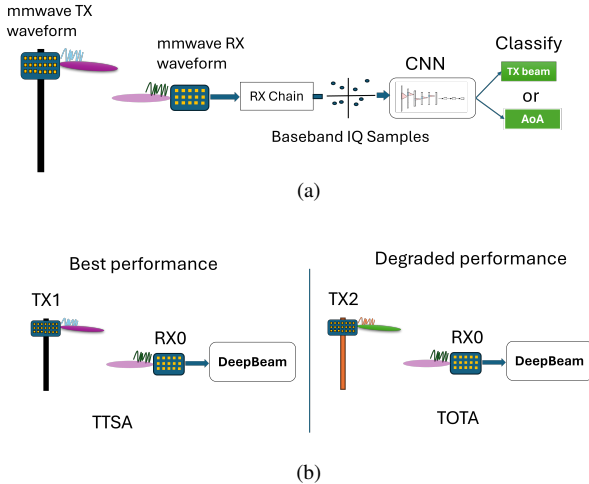 mmwave TX
waveform
mmwave RX
waveform
RX Chain
Baseband IQ Samples
CNN
Classify
TX beam
or
AoA
(a)
Best performance
TX1
RX0
DeepBeam
TTSA
Degraded performance
TX2
RX0
DeepBeam
TOTA
(b)